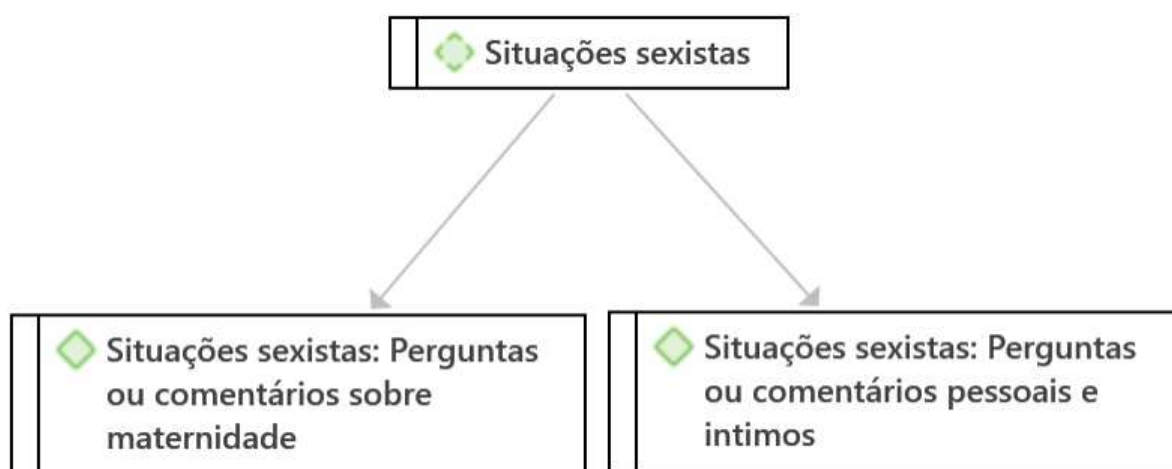 Situações sexistas
Situações sexistas: Perguntas
ou comentários sobre
maternidade
Situações sexistas: Perguntas
ou comentários pessoais e
intimos